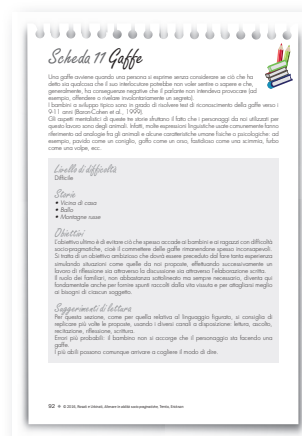 Scheda 11 Gaffe
Una gaffe avviene quando una persona si esprime senza considerare se ciò che ha
detto sia qualcosa che il suo interlocutore potrebbe non voler sentire o sapere e che,
generalmente, ha conseguenze negative che il parlante non intendeva provocare (ad
esempio, offendere o rivelare involontariamente un segreto).
I bambini a sviluppo tipico sono in grado di risolvere test di riconoscimento della gaffe verso i
9-11 anni (Baron-Cohen et al., 1999).
Gli aspetti mentalistici di queste tre storie sfruttano il fatto che i personaggi da noi utilizzati per
questo lavoro sono degli animali. Infatti, molte espressioni linguistiche usate comunemente fanno
riferimento ad analogie fra gli animali e alcune caratteristiche umane fisiche o psicologiche: ad
esempio, pavida come un coniglio, goffo come un orso, fastidioso come una scimmia, furbo
come una volpe, ecc.
Livello di difficoltà
Difficile
Storie
• Vicina di casa
• Ballo
• Montagne russe
Obiettivi
L'obiettivo ultimo è di evitare ciò che spesso accade ai bambini e ai ragazzi con difficoltà
socio-pragmatiche, cioè il commettere delle gaffe rimanendone spesso inconsapevoli.
Si tratta di un obiettivo ambizioso che dovrà essere preceduto dal fare tanta esperienza
simulando situazioni come quelle da noi proposte, effettuando successivamente un
lavoro di riflessione sia attraverso la discussione sia attraverso l'elaborazione scritta.
Il ruolo dei familiari, non abbastanza sottolineato ma sempre necessario, diventa qui
fondamentale anche per fornire spunti raccolti dalla vita vissuta e per attagliarsi meglio
ai bisogni di ciascun soggetto.
Suggerimenti di lettura
Per questa sezione, come per quella relativa al linguaggio figurato, si consiglia di
replicare più volte le proposte, usando i diversi canali a disposizione: lettura, ascolto,
recitazione, riflessione, scrittura.
Errori più probabili: il bambino non si accorge che il personaggio sta facendo una
gaffe.
I più abili possono comunque arrivare a cogliere il modo di dire.
92